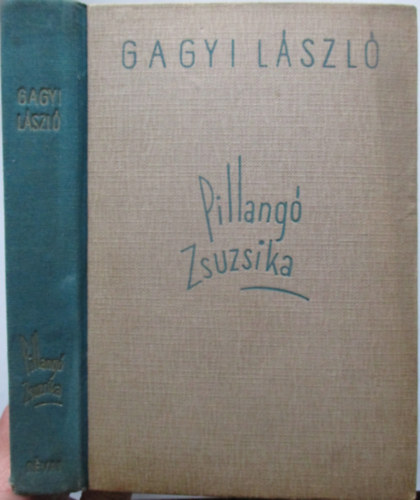 GAGYI
LÁSZLÓ
Pillangó
Zsuzsika
RÉVAI
GAGYI LÁSZLÓ
Pillangó
Zsuzsika